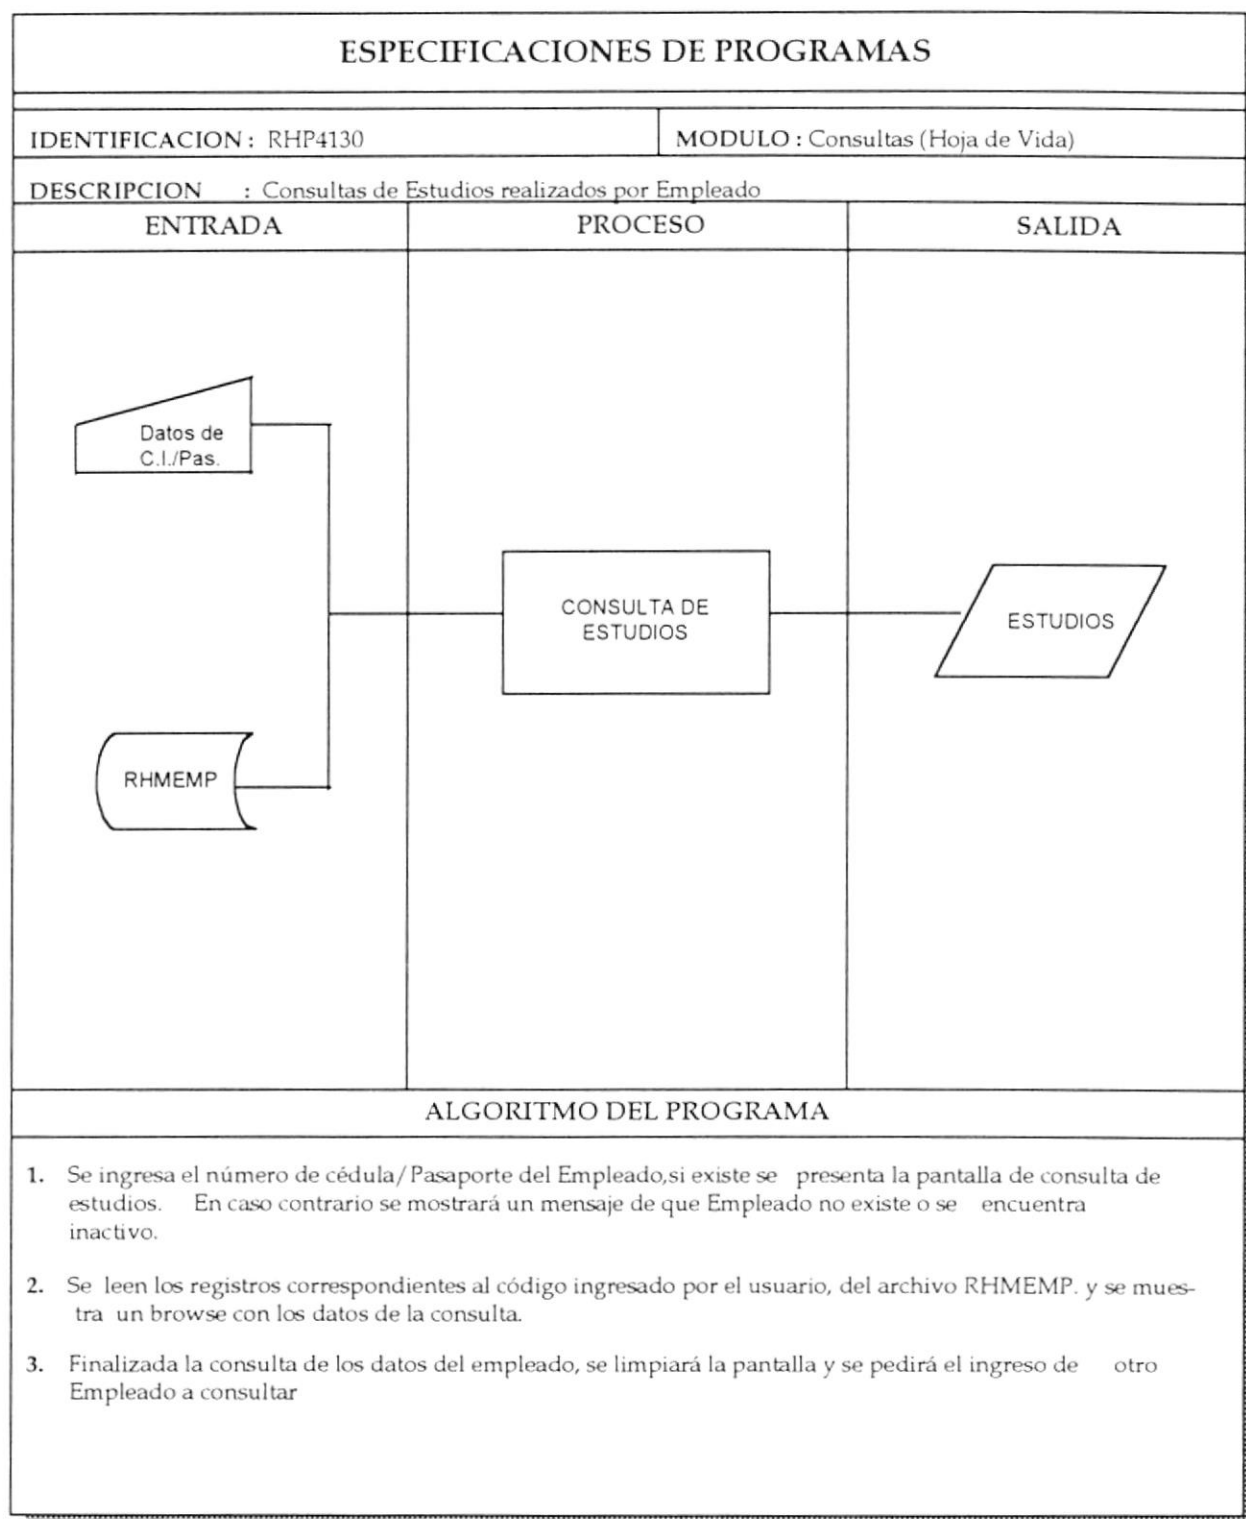 ESPECIFICACIONES DE PROGRAMAS
IDENTIFICACION : RHP4130
MODULO : Consultas (Hoja de Vida)
DESCRIPCION : Consultas de Estudios realizados por Empleado
ENTRADA
PROCESO
SALIDA
Datos de
C.I./Pas.
CONSULTA DE
ESTUDIOS
ESTUDIOS
RHMEMP
ALGORITMO DEL PROGRAMA
1. Se ingresa el número de cédula/Pasaporte del Empleado,si existe se presenta la pantalla de consulta de
estudios. En caso contrario se mostrará un mensaje de que Empleado no existe o se encuentra
inactivo.
2. Se leen los registros correspondientes al código ingresado por el usuario, del archivo RHMEMP. y se mues-
tra un browse con los datos de la consulta.
3. Finalizada la consulta de los datos del empleado, se limpiará la pantalla y se pedirá el ingreso de otro
Empleado a consultar